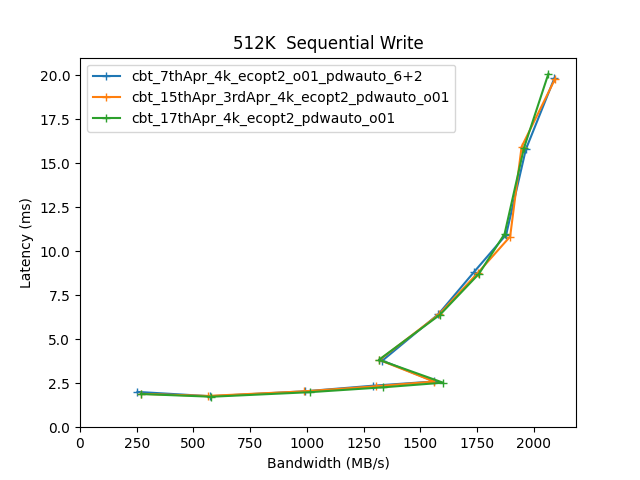 512K  Sequential Write
cbt_7thApr_4k_ecopt2_o01_pdwauto_6+2
cbt_15thApr_3rdApr_4k_ecopt2_pdwauto_o01
cbt_17thApr_4k_ecopt2_pdwauto_o01
Latency (ms)
20.0
17.5
15.0
12.5
10.0
7.5
5.0
2.5
0.0
0 250 500 750 1000 1250 1500 1750 2000
Bandwidth (MB/s)